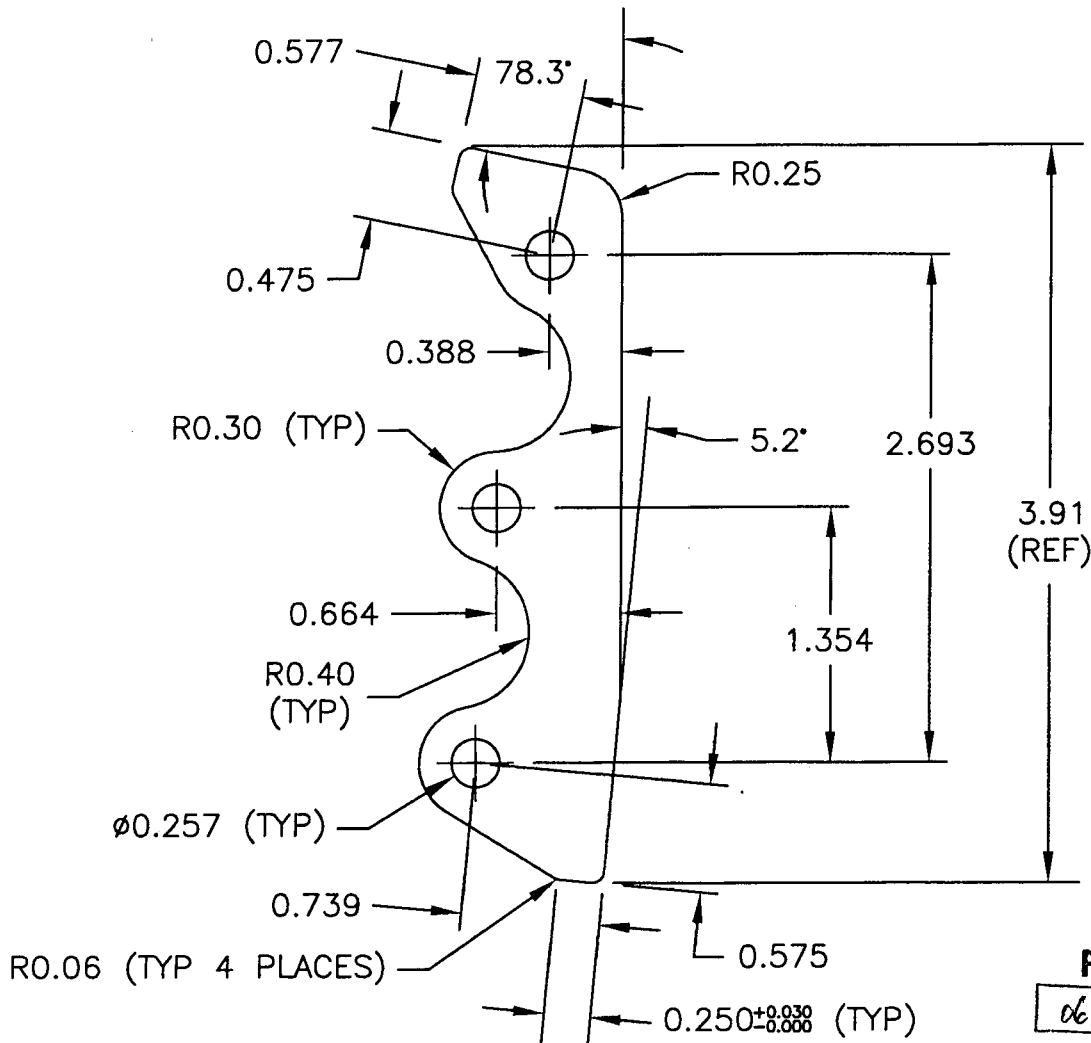 0.577
78.3°
R0.25
0.475
0.388
R0.30 (TYP)
5.2°
2.693
3.91
(REF)
0.664
1.354
R0.40
(TYP)
Ø0.257 (TYP)
0.739
0.575
R0.06 (TYP 4 PLACES)
0.250 +0.030 -0.000 (TYP)
06